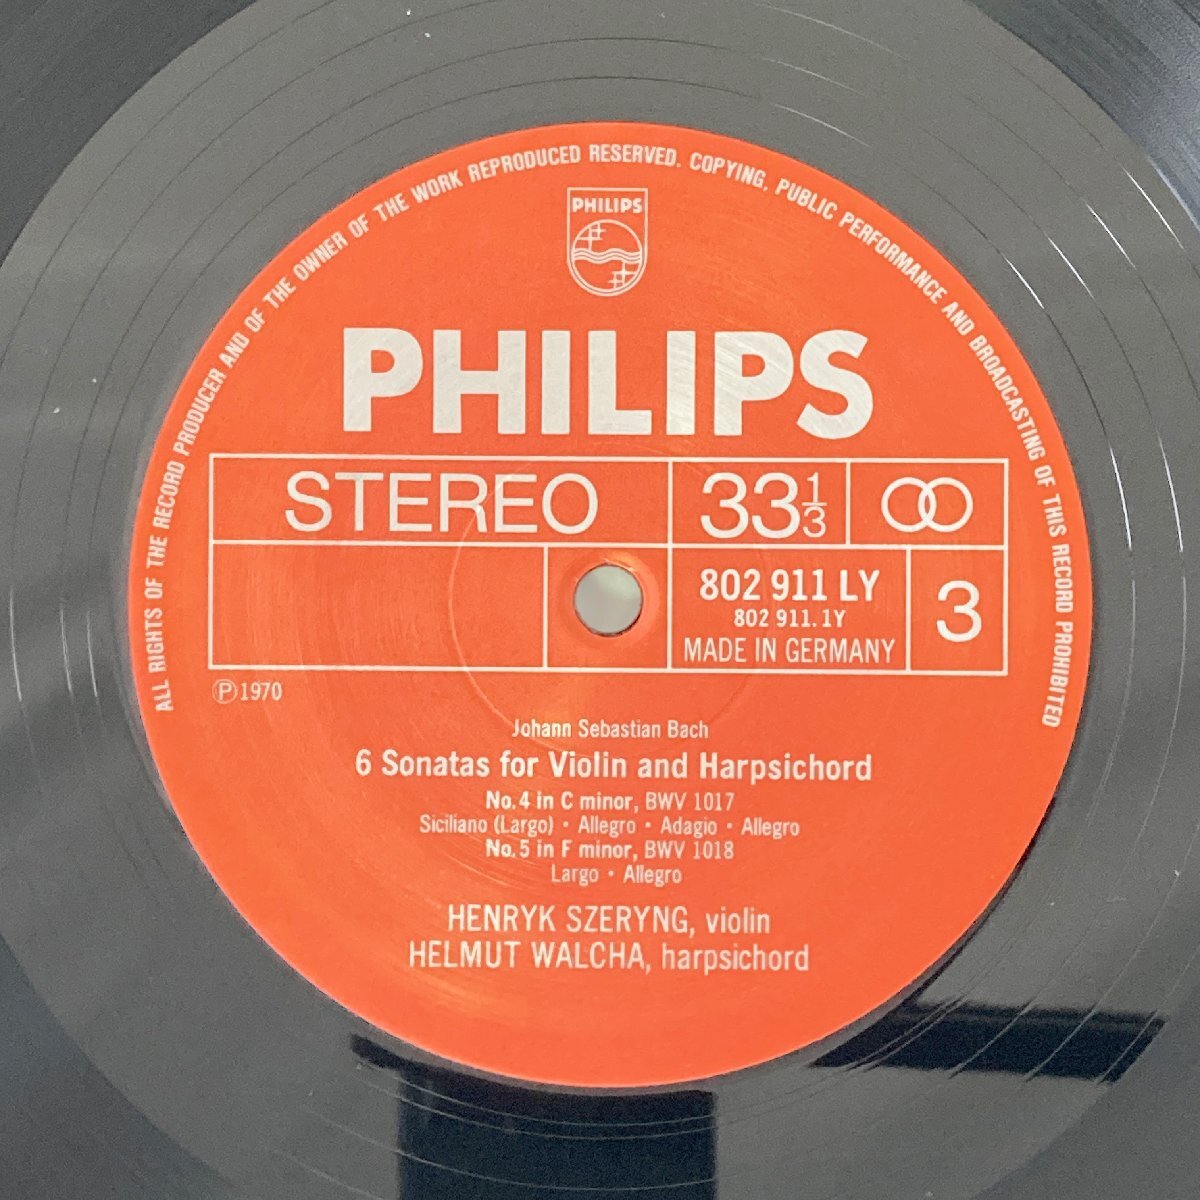 ALL RIGHTS OF THE RECORD PRODUCER AND OF THE OWNER OF THE WORK REPRODUCED RESERVED. COPYING, PUBLIC PERFORMANCE AND BROADCASTING OF THIS RECORD PROHIBITED
PHILIPS
PHILIPS
STEREO
33 1/3
802 911 LY
802 911.1Y
MADE IN GERMANY
3
Ⓟ1970
Johann Sebastian Bach
6 Sonatas for Violin and Harpsichord
No.4 in C minor, BWV 1017
Siciliano (Largo) · Allegro · Adagio · Allegro
No.5 in F minor, BWV 1018
Largo · Allegro
HENRYK SZERYNG, violin
HELMUT WALCHA, harpsichord